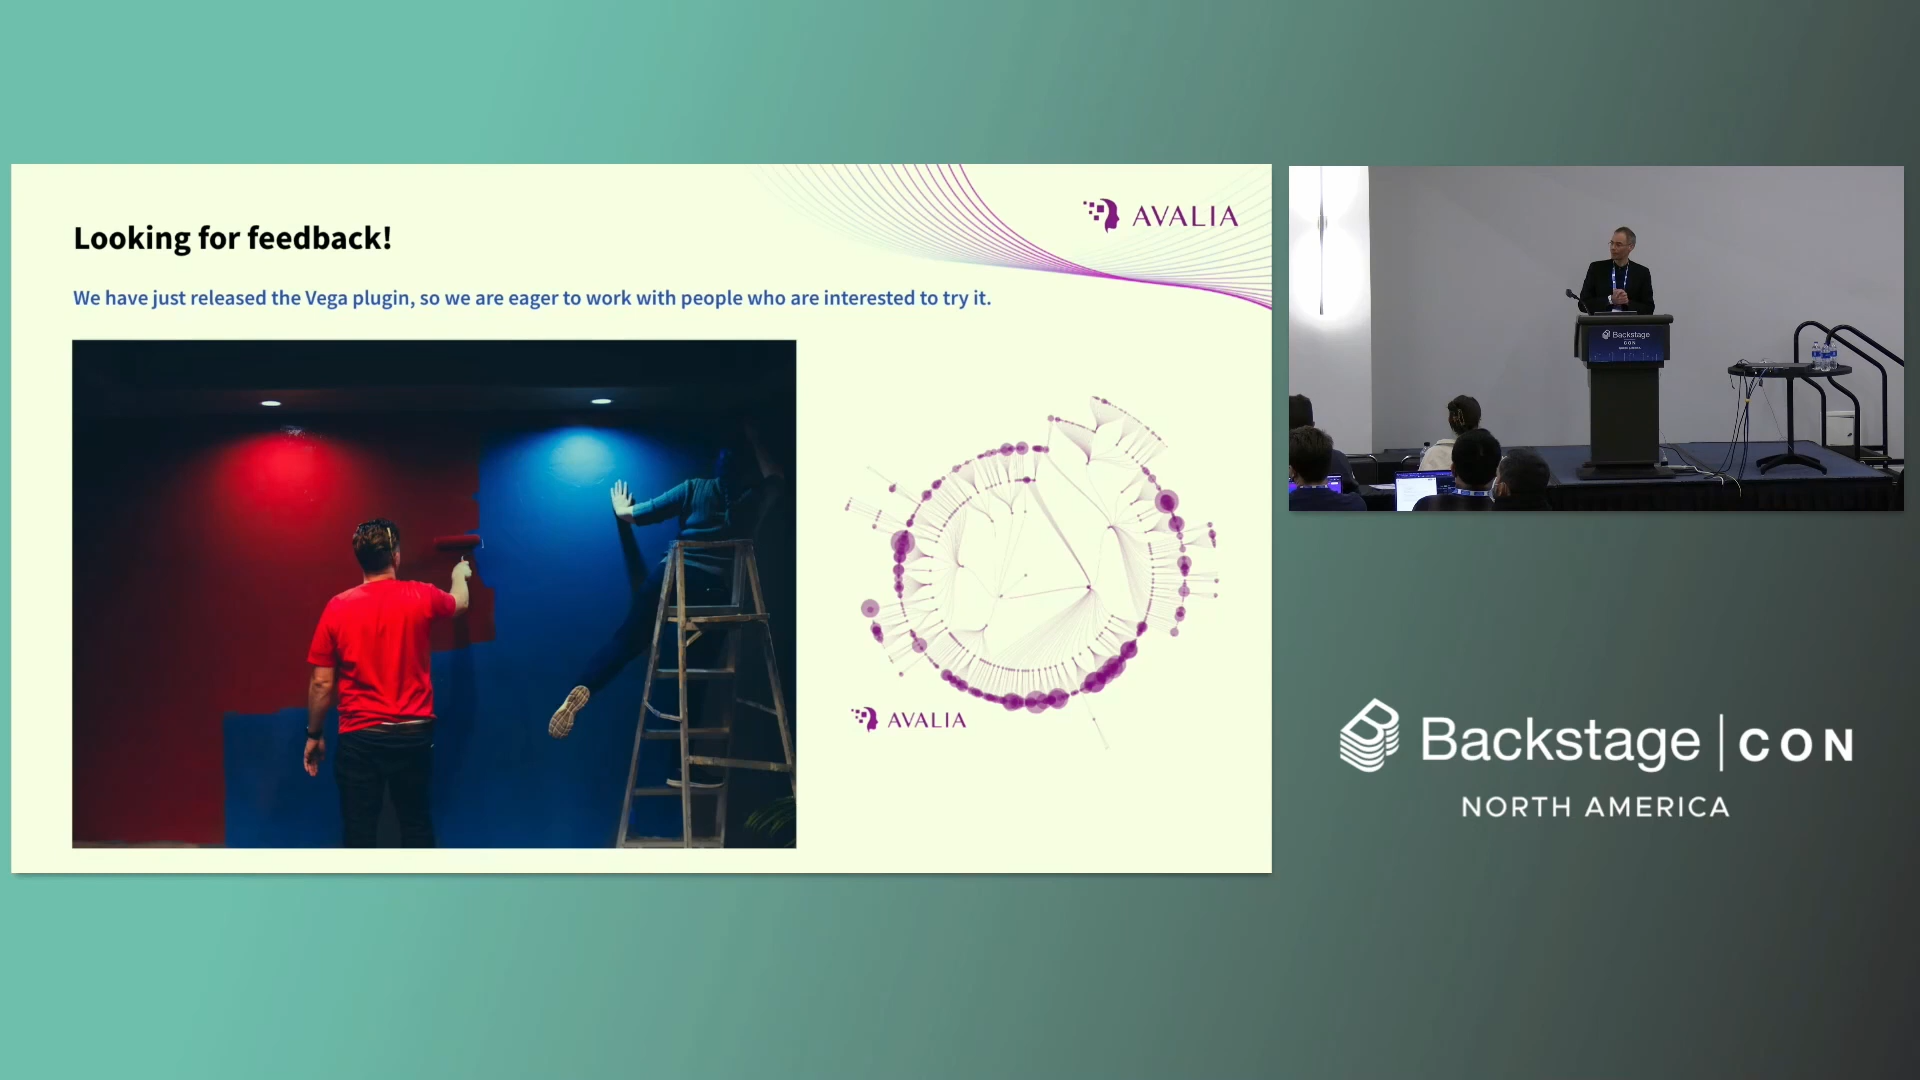 AVALIA
Looking for feedback!
We have just released the Vega plugin, so we are eager to work with people who are interested to try it.
AVALIA
Backstage
CON
Backstage | CON
NORTH AMERICA